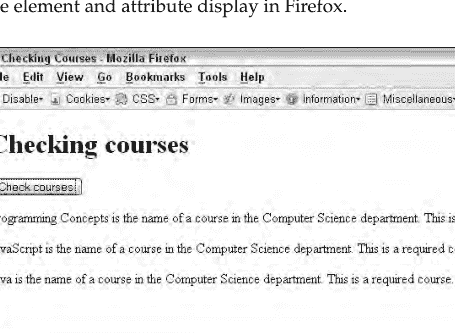 e element and attribute display in Firefox.
Checking Courses - Mozilla Firefox
le Edit View Go Bookmarks Tools Help
Disable Cookies CSS Forms Images Information Miscellaneous
Checking courses
Check courses
rogramming Concepts is the name of a course in the Computer Science department. This is
vaScript is the name of a course in the Computer Science department. This is a required co
va is the name of a course in the Computer Science department. This is a required course.